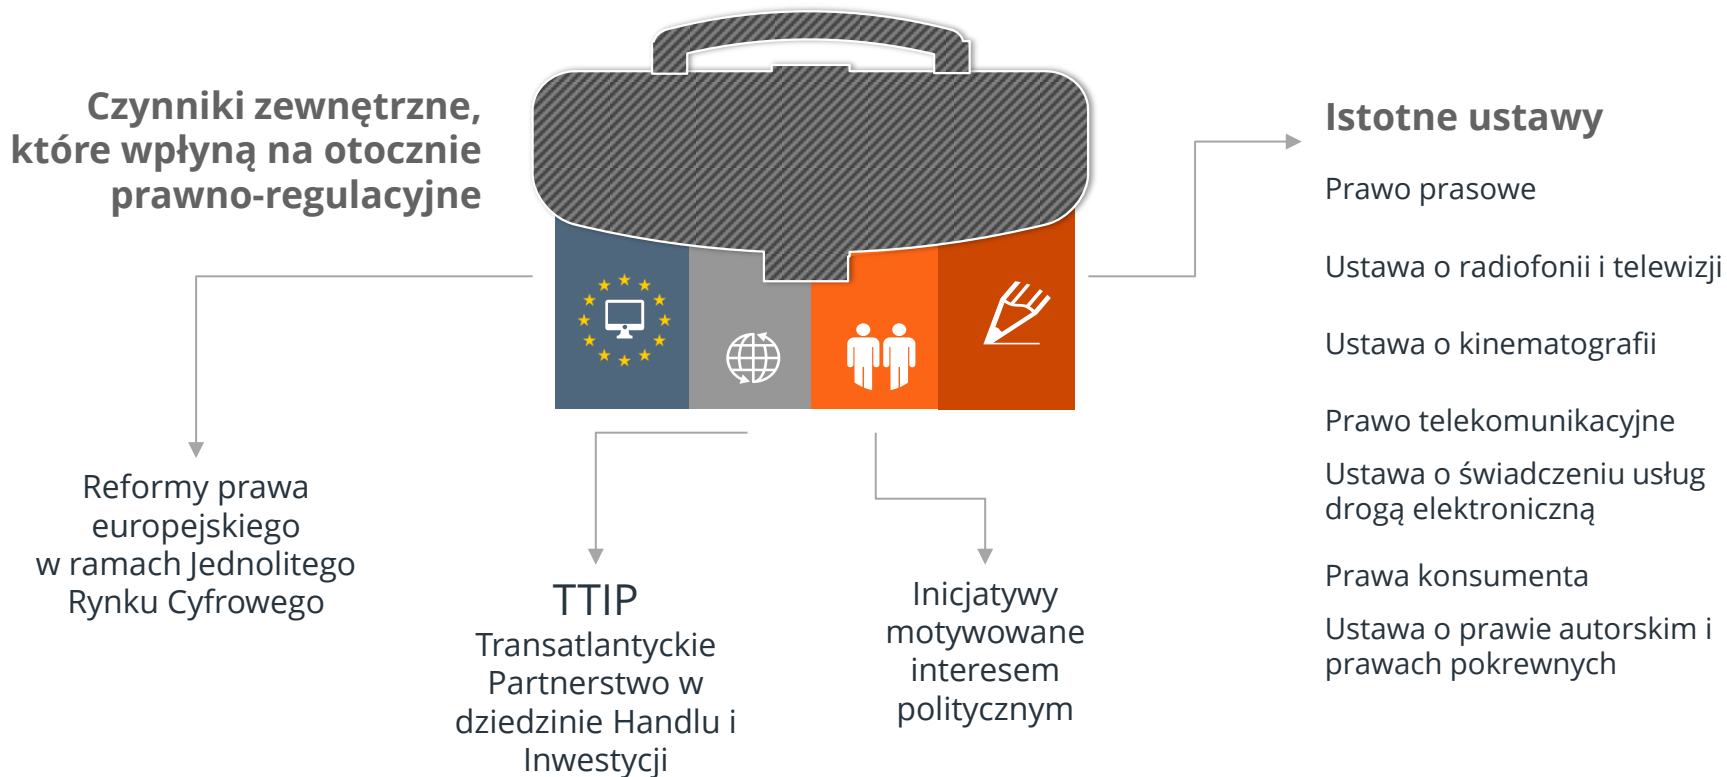 Czynniki zewnętrzne,
które wpłyną na otocznie
prawno-regulacyjne
Reformy prawa
europejskiego
w ramach Jednolitego
Rynku Cyfrowego
TTIP
Transatlantyckie
Partnerstwo w
dziedzinie Handlu i
Inwestycji
Inicjatywy
motywowane
interesem
politycznym
Istotne ustawy
Prawo prasowe
Ustawa o radiofonii i telewizji
Ustawa o kinematografii
Prawo telekomunikacyjne
Ustawa o świadczeniu usług
drogą elektroniczną
Prawa konsumenta
Ustawa o prawie autorskim i
prawach pokrewnych